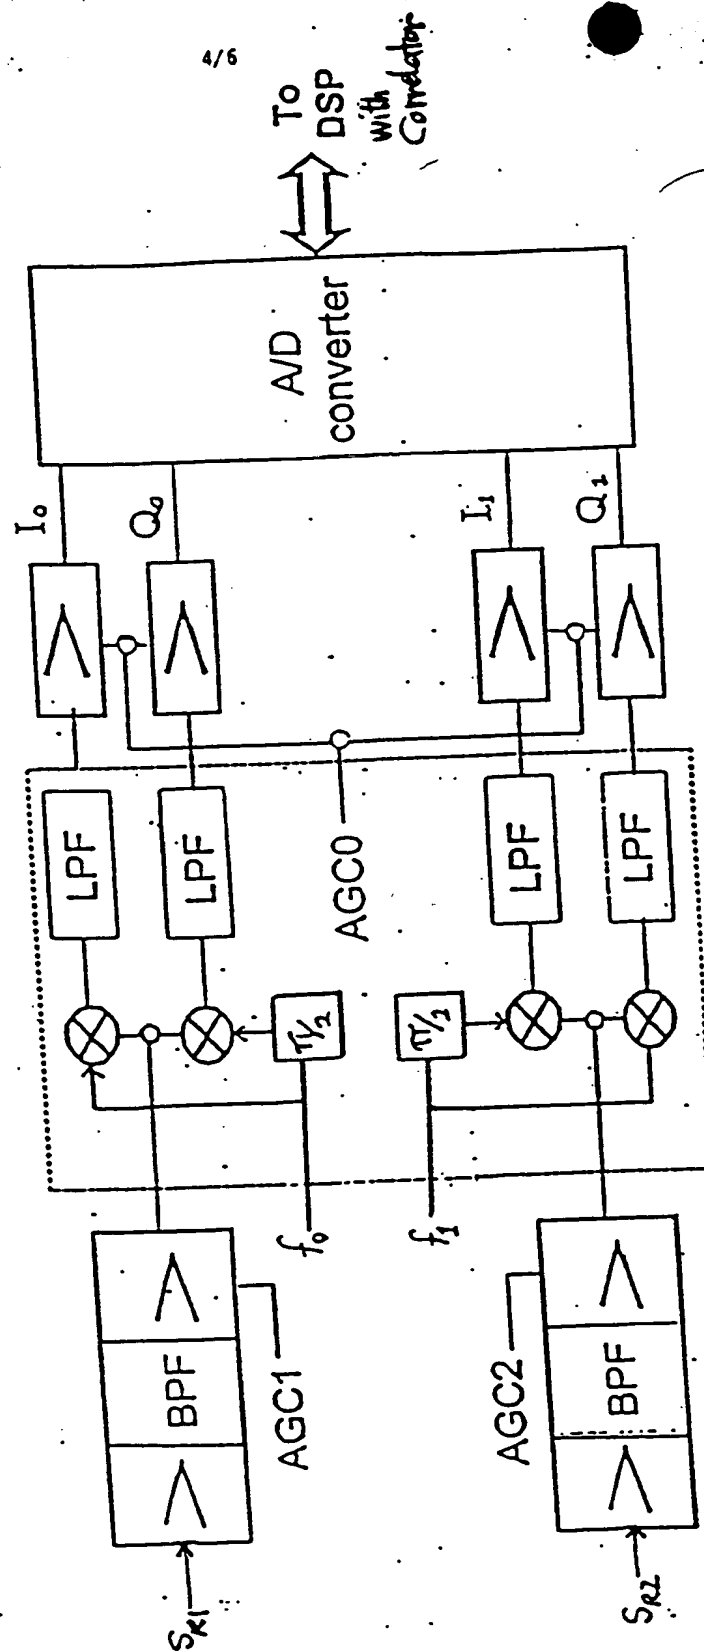 4/6
To
DSP
with
Correlator
A/D
converter
I₀
Q₀
I₁
Q₁
LPF
LPF
AGC0
LPF
LPF
π/2
π/2
f₀
f₁
BPF
AGC1
AGC2
BPF
S_R1
S_R2